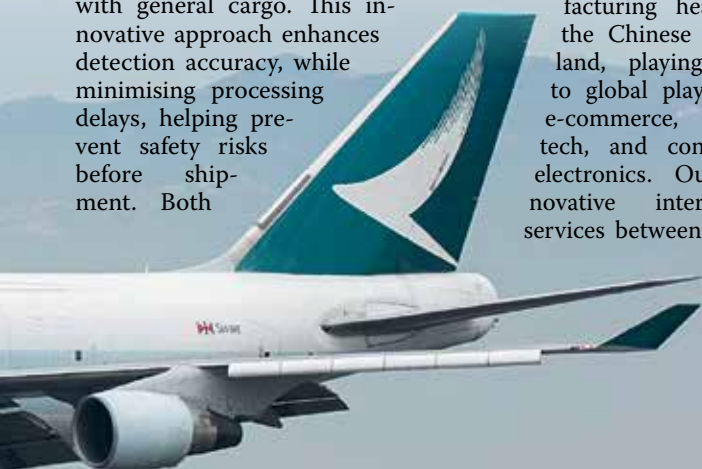 with general cargo. This in-
novative approach enhances
detection accuracy, while
minimising processing
delays, helping pre-
vent safety risks
before ship-
ment. Both
facturing hea
the Chinese
land, playing
to global play
e-commerce,
tech, and con
electronics. Ou
novative inter
services between
Swire